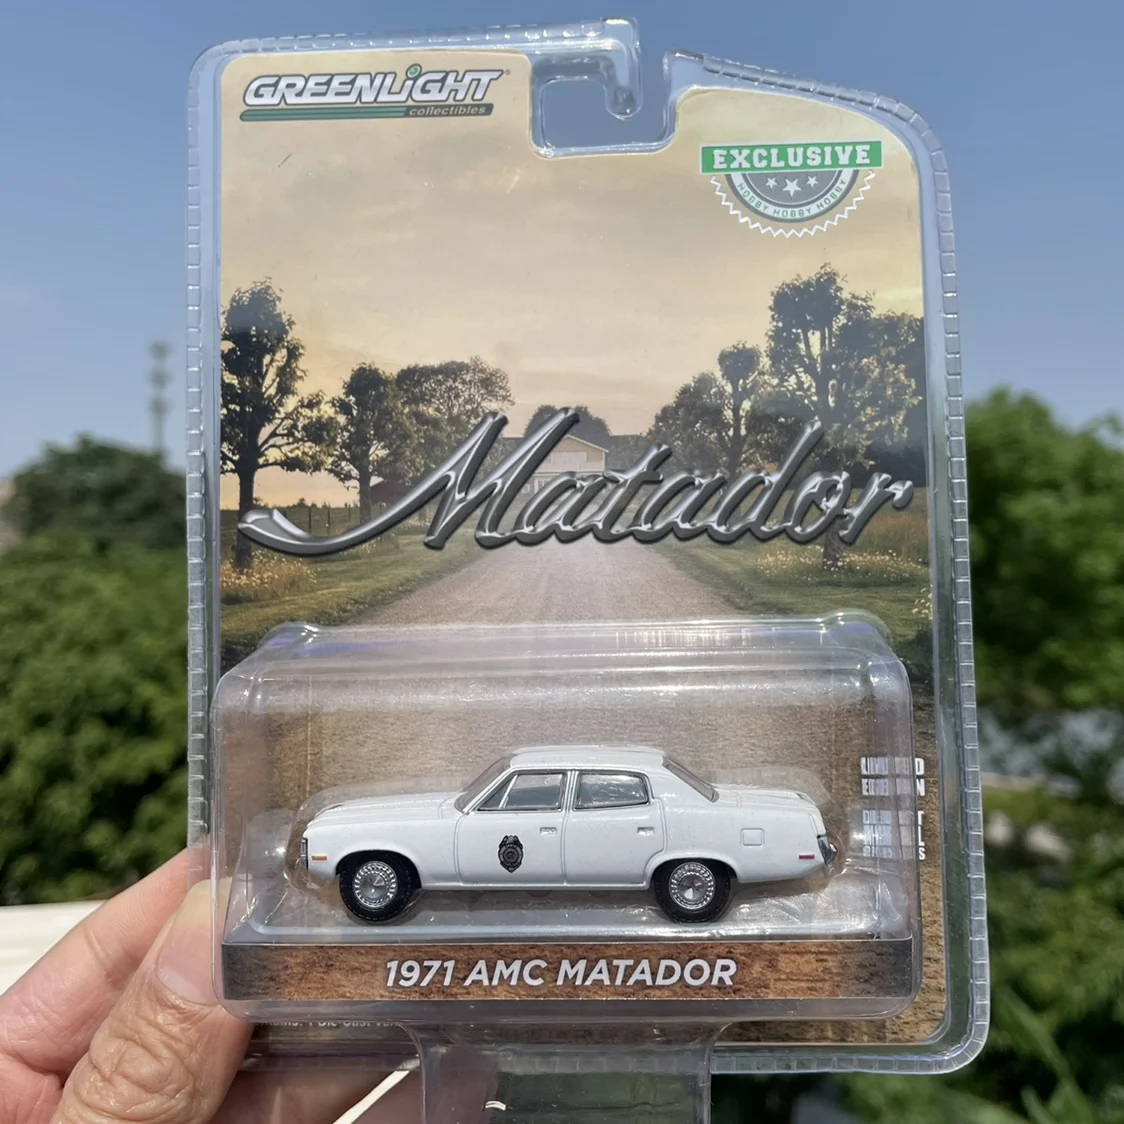 GREENLiGHT
collectibles
EXCLUSIVE
HOBBY HOBBY HOBBY
Matador
1971 AMC MATADOR